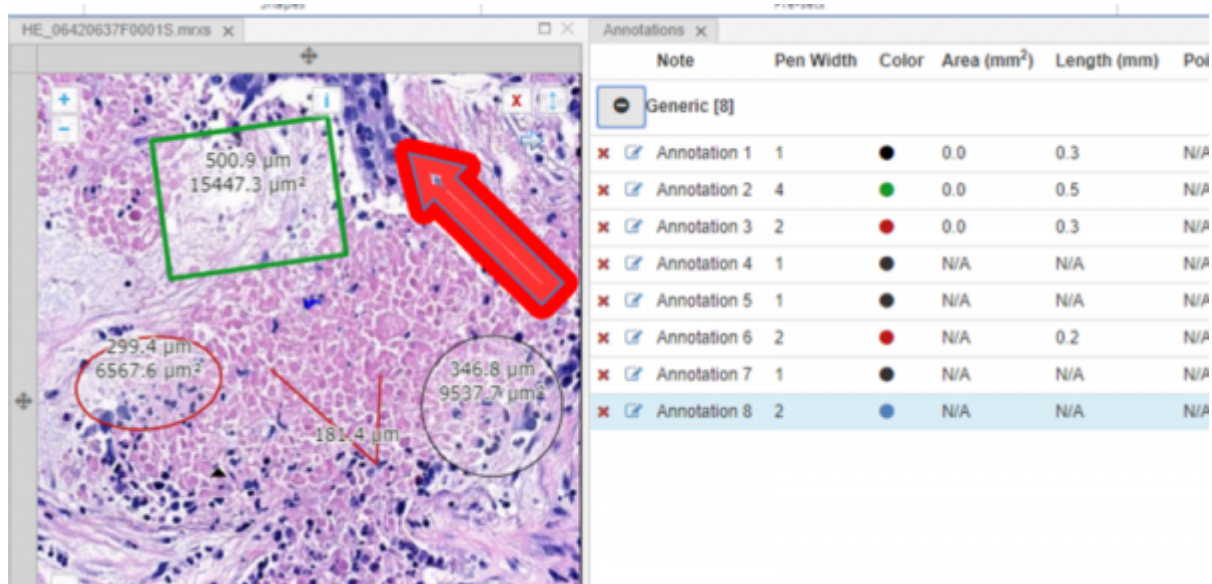 Shapes
Pre-sets
HE_06420637F0001S.mrxs x
Annotations x
Note Pen Width Color Area (mm²) Length (mm)
Generic [8]
Annotation 1 1 0.0 0.3 N/A
Annotation 2 4 0.0 0.5 N/A
Annotation 3 2 0.0 0.3 N/A
Annotation 4 1 N/A N/A N/A
Annotation 5 1 N/A N/A N/A
Annotation 6 2 N/A 0.2 N/A
Annotation 7 1 N/A N/A N/A
Annotation 8 2 N/A N/A N/A
+
-
i
X
500.9 µm
15447.3 µm²
299.4 µm
6567.6 µm²
346.8 µm
9537.7 µm²
181.4 µm